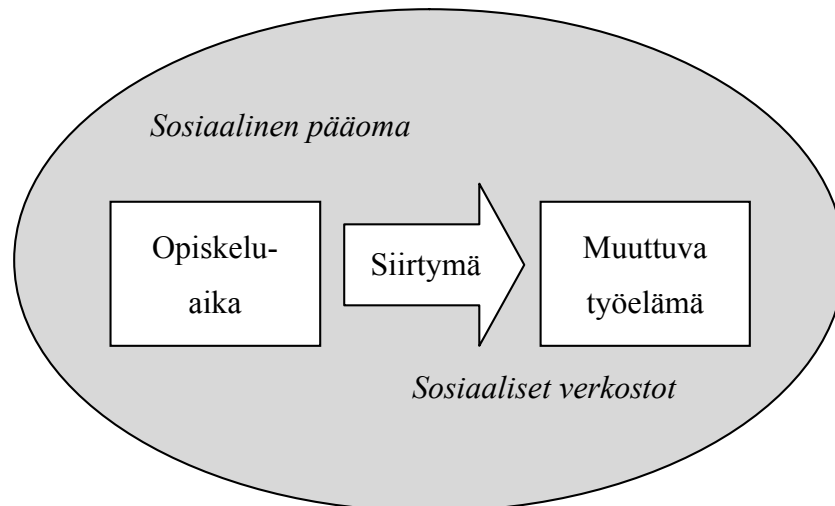 Sosiaalinen pääoma
Opiskelu-
aika
Siirtymä
Muuttuva
työelämä
Sosiaaliset verkostot